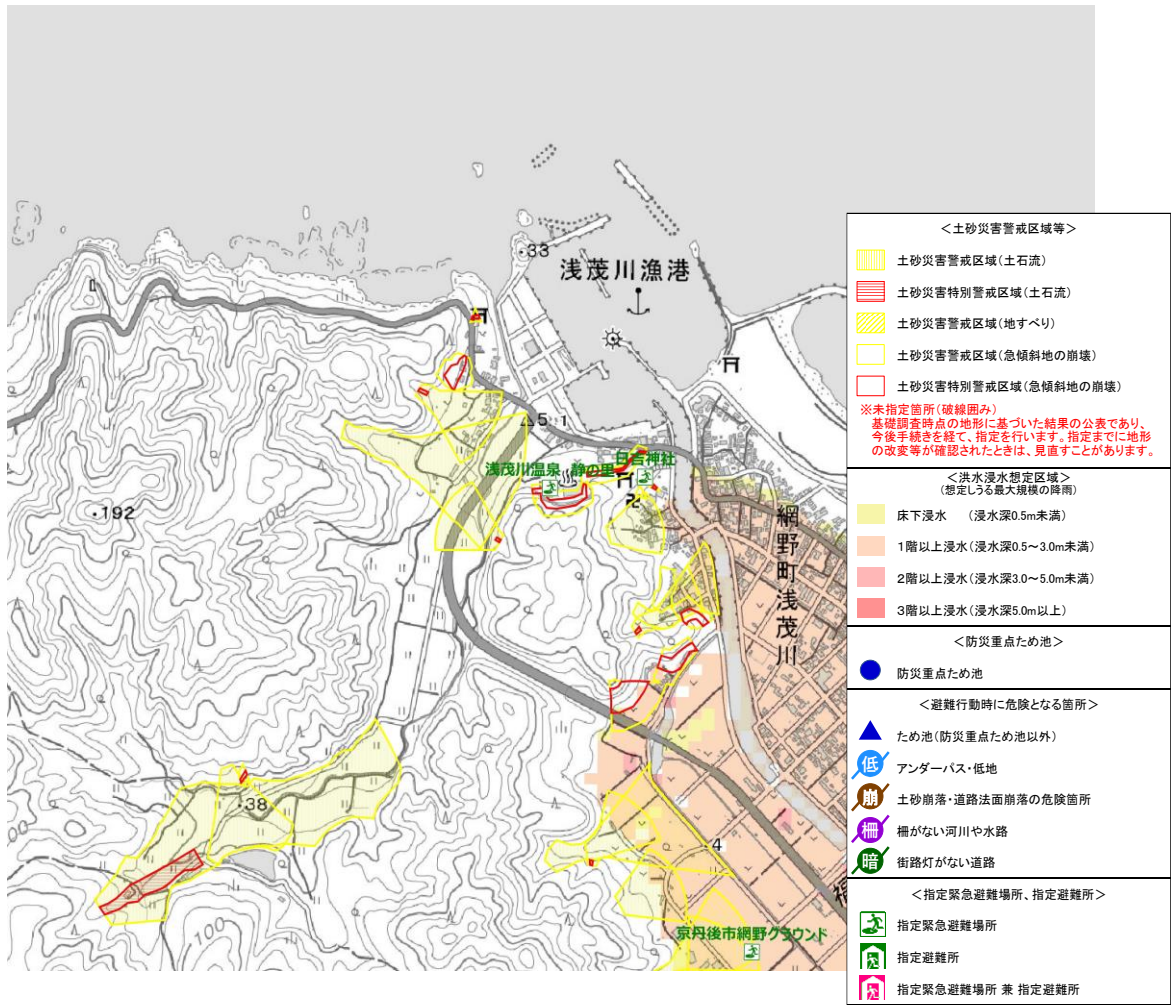 ・33
浅茂川漁港
5
1
日吉神社
浅茂川温泉 静の里
・192
100
網野町浅茂川
・38
4
100
京丹後市網野グラウンド
<土砂災害警戒区域等>
土砂災害警戒区域(土石流)
土砂災害特別警戒区域(土石流)
土砂災害警戒区域(地すべり)
土砂災害警戒区域(急傾斜地の崩壊)
土砂災害特別警戒区域(急傾斜地の崩壊)
※未指定箇所(破線囲み)
基礎調査時点の地形に基づいた結果の公表であり、
今後手続きを経て、指定を行います。指定までに地形
の改変等が確認されたときは、見直すことがあります。
<洪水浸水想定区域>
(想定しうる最大規模の降雨)
床下浸水 (浸水深0.5m未満)
1階以上浸水(浸水深0.5~3.0m未満)
2階以上浸水(浸水深3.0~5.0m未満)
3階以上浸水(浸水深5.0m以上)
<防災重点ため池>
防災重点ため池
<避難行動時に危険となる箇所>
ため池(防災重点ため池以外)
低 アンダーパス・低地
崩 土砂崩落・道路法面崩落の危険箇所
柵 柵がない河川や水路
暗 街路灯がない道路
<指定緊急避難場所、指定避難所>
指定緊急避難場所
指定避難所
指定緊急避難場所 兼 指定避難所